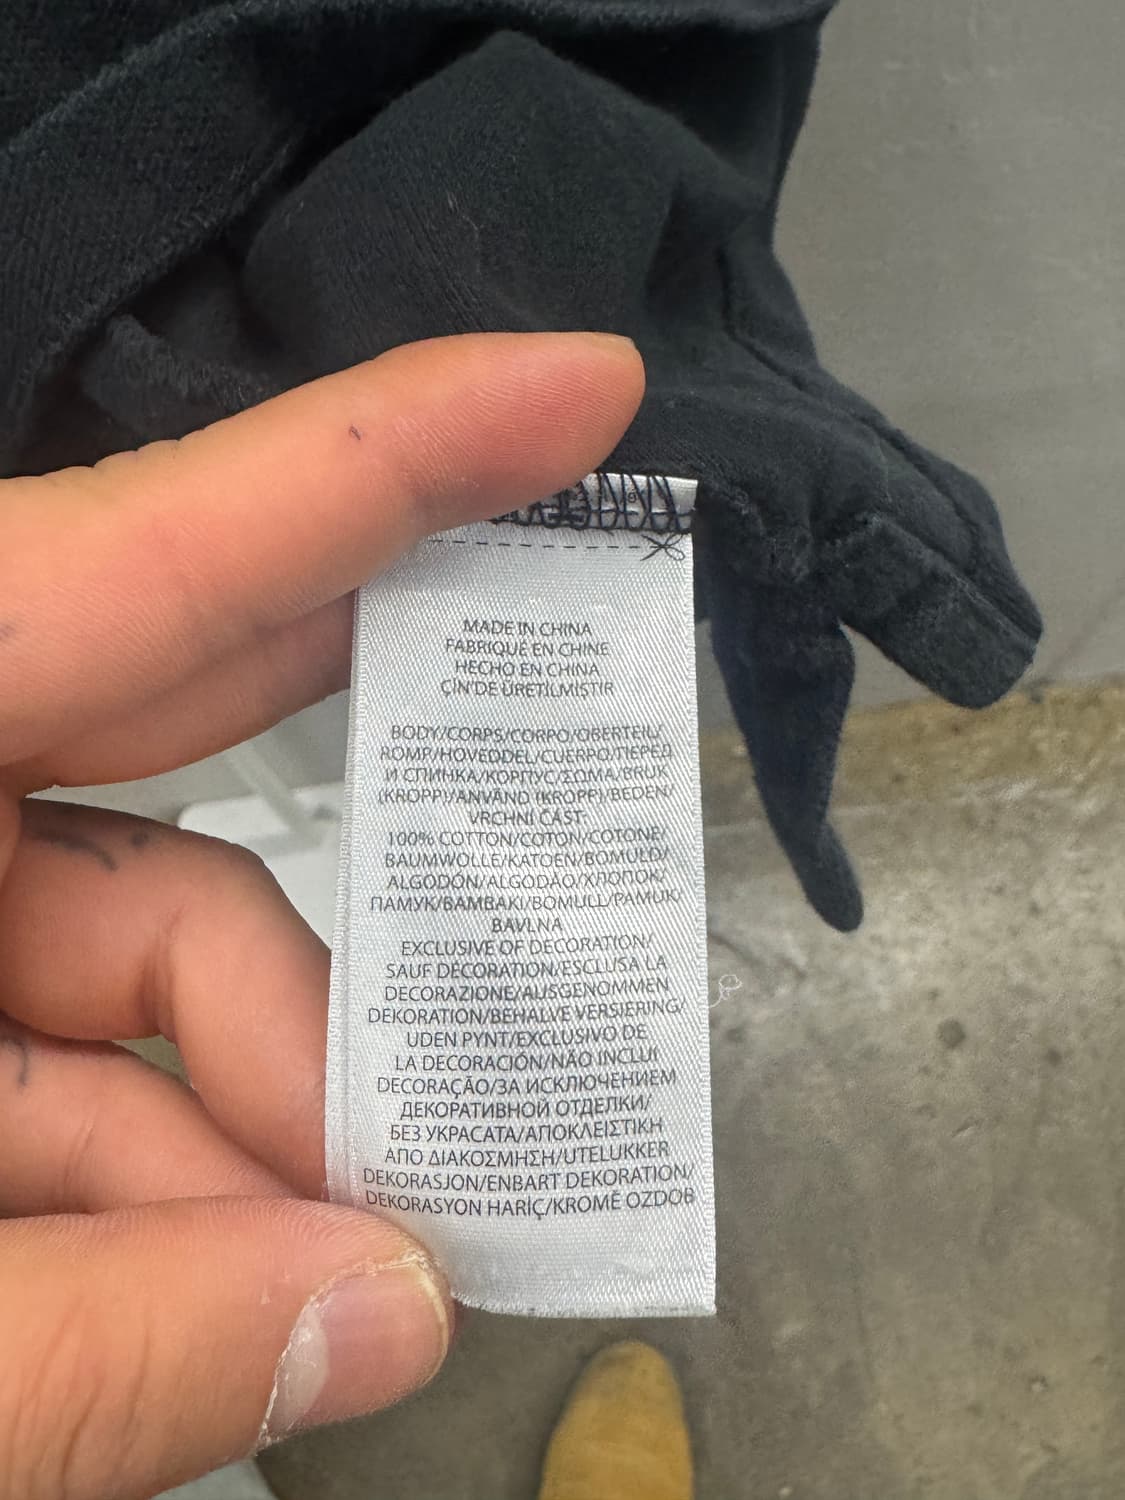 MADE IN CHINA
FABRIQUÉ EN CHINE
HECHO EN CHINA
ÇİN'DE ÜRETİLMİSTİR
BODY/CORPS/CORPO/OBERTEIL/
ROMP/HOVEDDEL/CUERPO/ПЕРЕД
И СПИНКА/КОРПУС/ΣΩΜΑ/BRUK
(KROPP)/ANVÄND (KROPP)/BEDEN/
VRCHNÍ ČÁST:
100% COTTON/COTON/COTONE/
BAUMWOLLE/KATOEN/BOMULD/
ALGODÓN/ALGODÃO/ХЛОПОК/
ПАМУК/ΒΑΜΒΑΚΙ/BOMULL/PAMUK/
BAVLNA
EXCLUSIVE OF DECORATION/
SAUF DECORATION/ESCLUSA LA
DECORAZIONE/AUSGENOMMEN
DEKORATION/BEHALVE VERSIERING/
UDEN PYNT/EXCLUSIVO DE
LA DECORACIÓN/NÃO INCLUI
DECORAÇÃO/ЗА ИСКЛЮЧЕНИЕМ
ДЕКОРАТИВНОЙ ОТДЕЛКИ/
БЕЗ УКРАСАТА/ΑΠΟΚΛΕΙΣΤΙΚΗ
ΑΠΟ ΔΙΑΚΟΣΜΗΣΗ/UTELUKKER
DEKORASJON/ENBART DEKORATION/
DEKORASYON HARİÇ/KROMĚ OZDOB